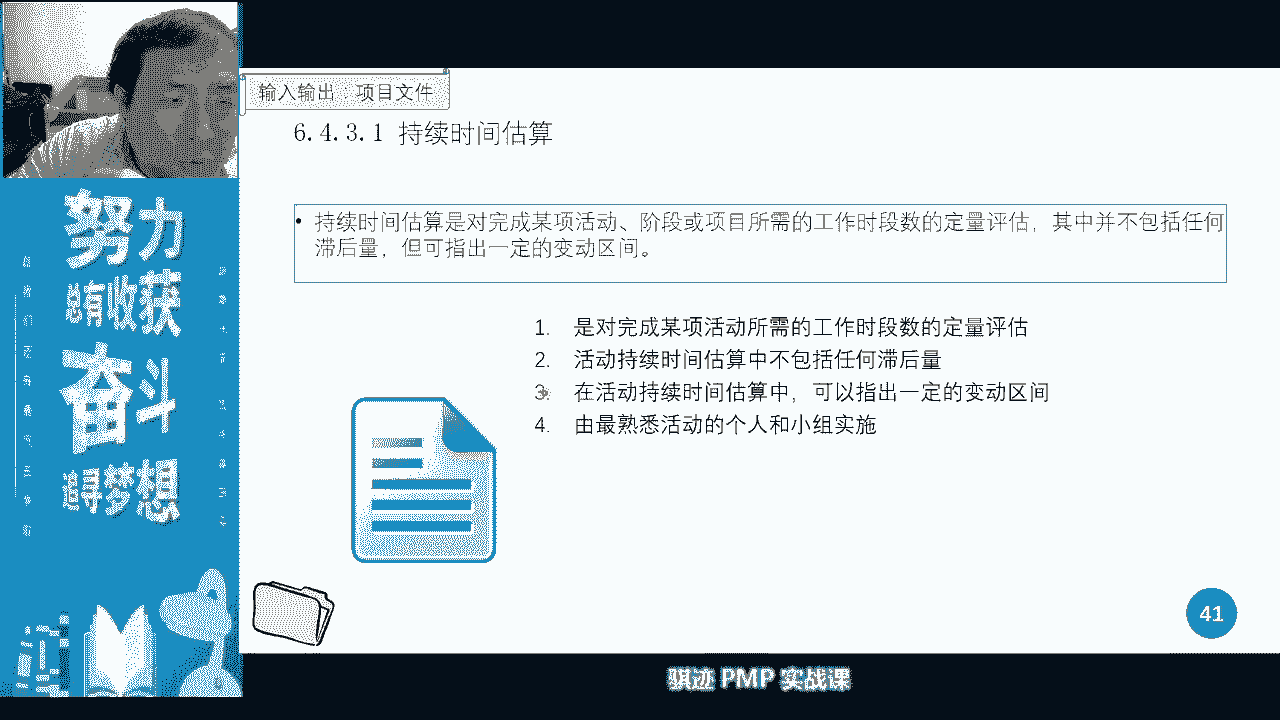 输入输出：项目文件
6.4.3.1 持续时间估算
• 持续时间估算是对完成某项活动、阶段或项目所需的工作时段数的定量评估，其中并不包括任何
滞后量，但可指出一定的变动区间。
1. 是对完成某项活动所需的工作时段数的定量评估
2. 活动持续时间估算中不包括任何滞后量
3. 在活动持续时间估算中，可以指出一定的变动区间
4. 由最熟悉活动的个人和小组实施
努力
总有收获
奋斗
追寻梦想
41
骐迹 PMP 实战课